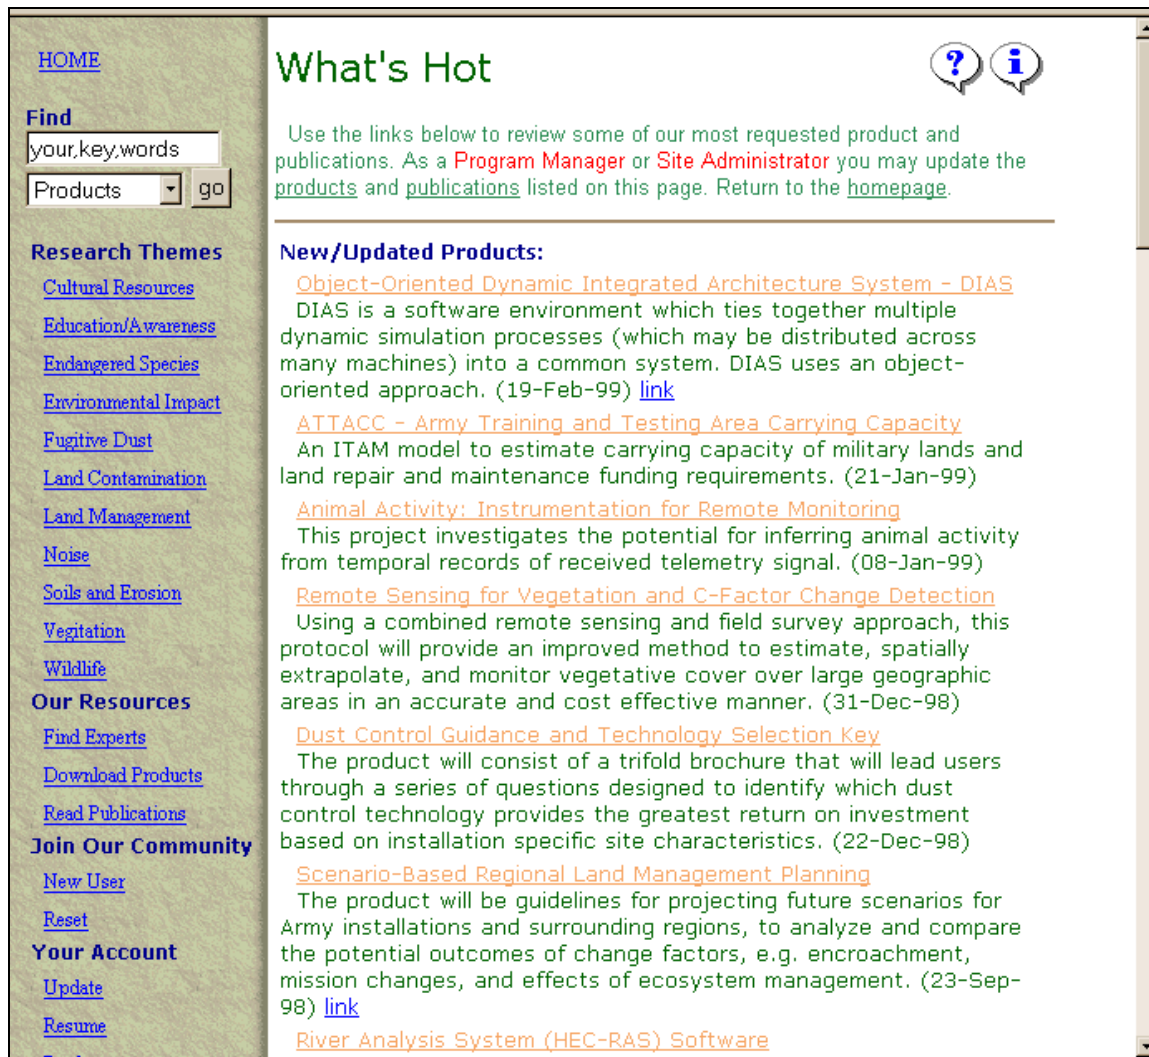 HOME
Find
your,key,words
Products
go
Research Themes
Cultural Resources
Education/Awareness
Endangered Species
Environmental Impact
Fugitive Dust
Land Contamination
Land Management
Noise
Soils and Erosion
Vegitation
Wildlife
Our Resources
Find Experts
Download Products
Read Publications
Join Our Community
New User
Reset
Your Account
Update
Resume
What's Hot
? i
Use the links below to review some of our most requested product and
publications. As a Program Manager or Site Administrator you may update the
products and publications listed on this page. Return to the homepage.
New/Updated Products:
Object-Oriented Dynamic Integrated Architecture System - DIAS
DIAS is a software environment which ties together multiple
dynamic simulation processes (which may be distributed across
many machines) into a common system. DIAS uses an object-
oriented approach. (19-Feb-99) link
ATTACC - Army Training and Testing Area Carrying Capacity
An ITAM model to estimate carrying capacity of military lands and
land repair and maintenance funding requirements. (21-Jan-99)
Animal Activity: Instrumentation for Remote Monitoring
This project investigates the potential for inferring animal activity
from temporal records of received telemetry signal. (08-Jan-99)
Remote Sensing for Vegetation and C-Factor Change Detection
Using a combined remote sensing and field survey approach, this
protocol will provide an improved method to estimate, spatially
extrapolate, and monitor vegetative cover over large geographic
areas in an accurate and cost effective manner. (31-Dec-98)
Dust Control Guidance and Technology Selection Key
The product will consist of a trifold brochure that will lead users
through a series of questions designed to identify which dust
control technology provides the greatest return on investment
based on installation specific site characteristics. (22-Dec-98)
Scenario-Based Regional Land Management Planning
The product will be guidelines for projecting future scenarios for
Army installations and surrounding regions, to analyze and compare
the potential outcomes of change factors, e.g. encroachment,
mission changes, and effects of ecosystem management. (23-Sep-
98) link
River Analysis System (HEC-RAS) Software